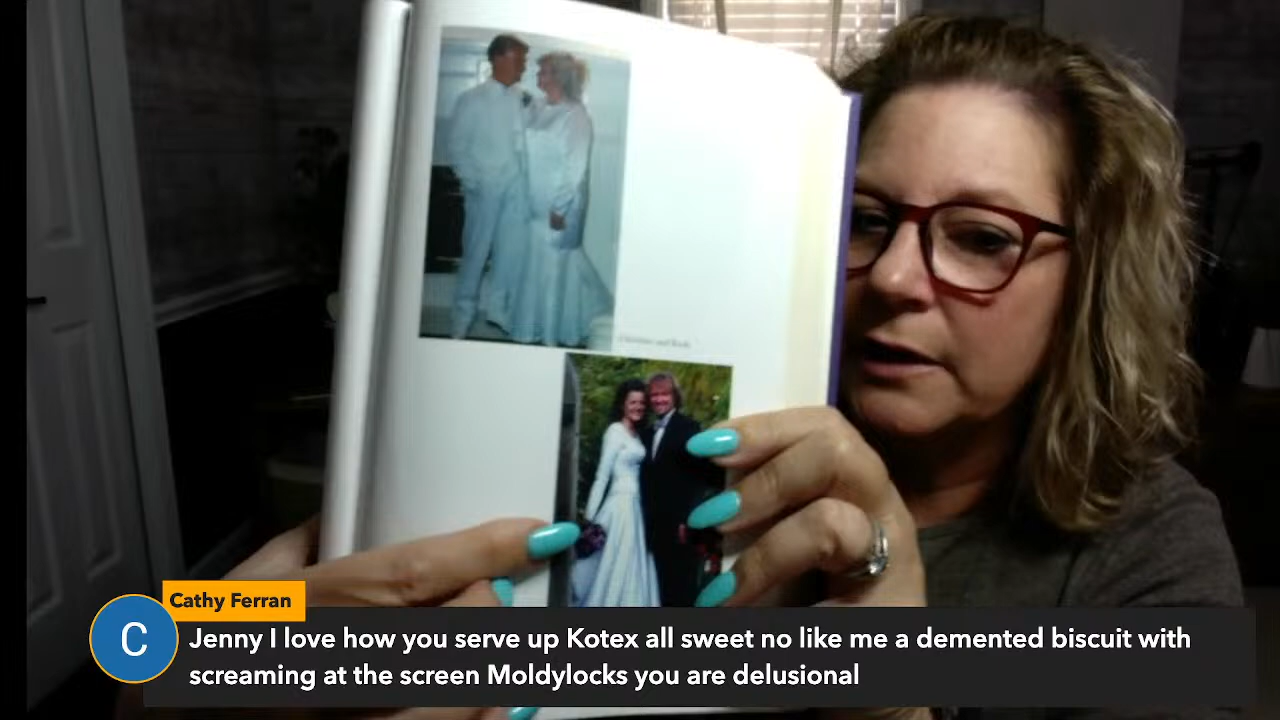 Cathy Ferran
C
Jenny I love how you serve up Kotex all sweet no like me a demented biscuit with
screaming at the screen Moldylocks you are delusional